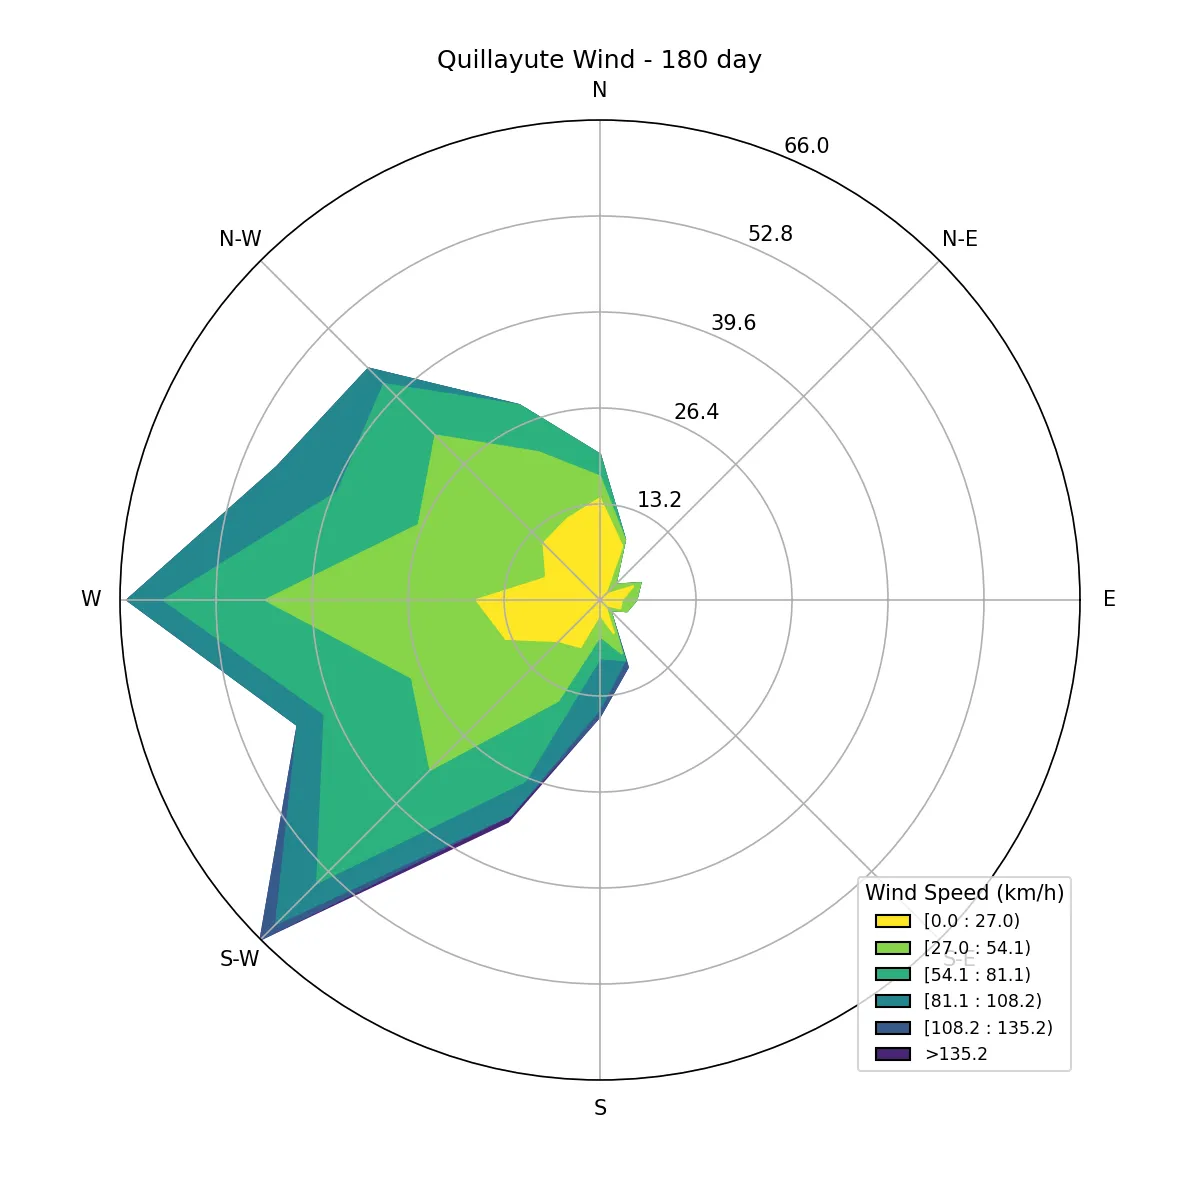 Quillayute Wind - 180 day
N
66.0
52.8
N-W
N-E
39.6
26.4
13.2
W
E
S-W
S-E
S
Wind Speed (km/h)
[0.0 : 27.0)
[27.0 : 54.1)
[54.1 : 81.1)
[81.1 : 108.2)
[108.2 : 135.2)
>135.2